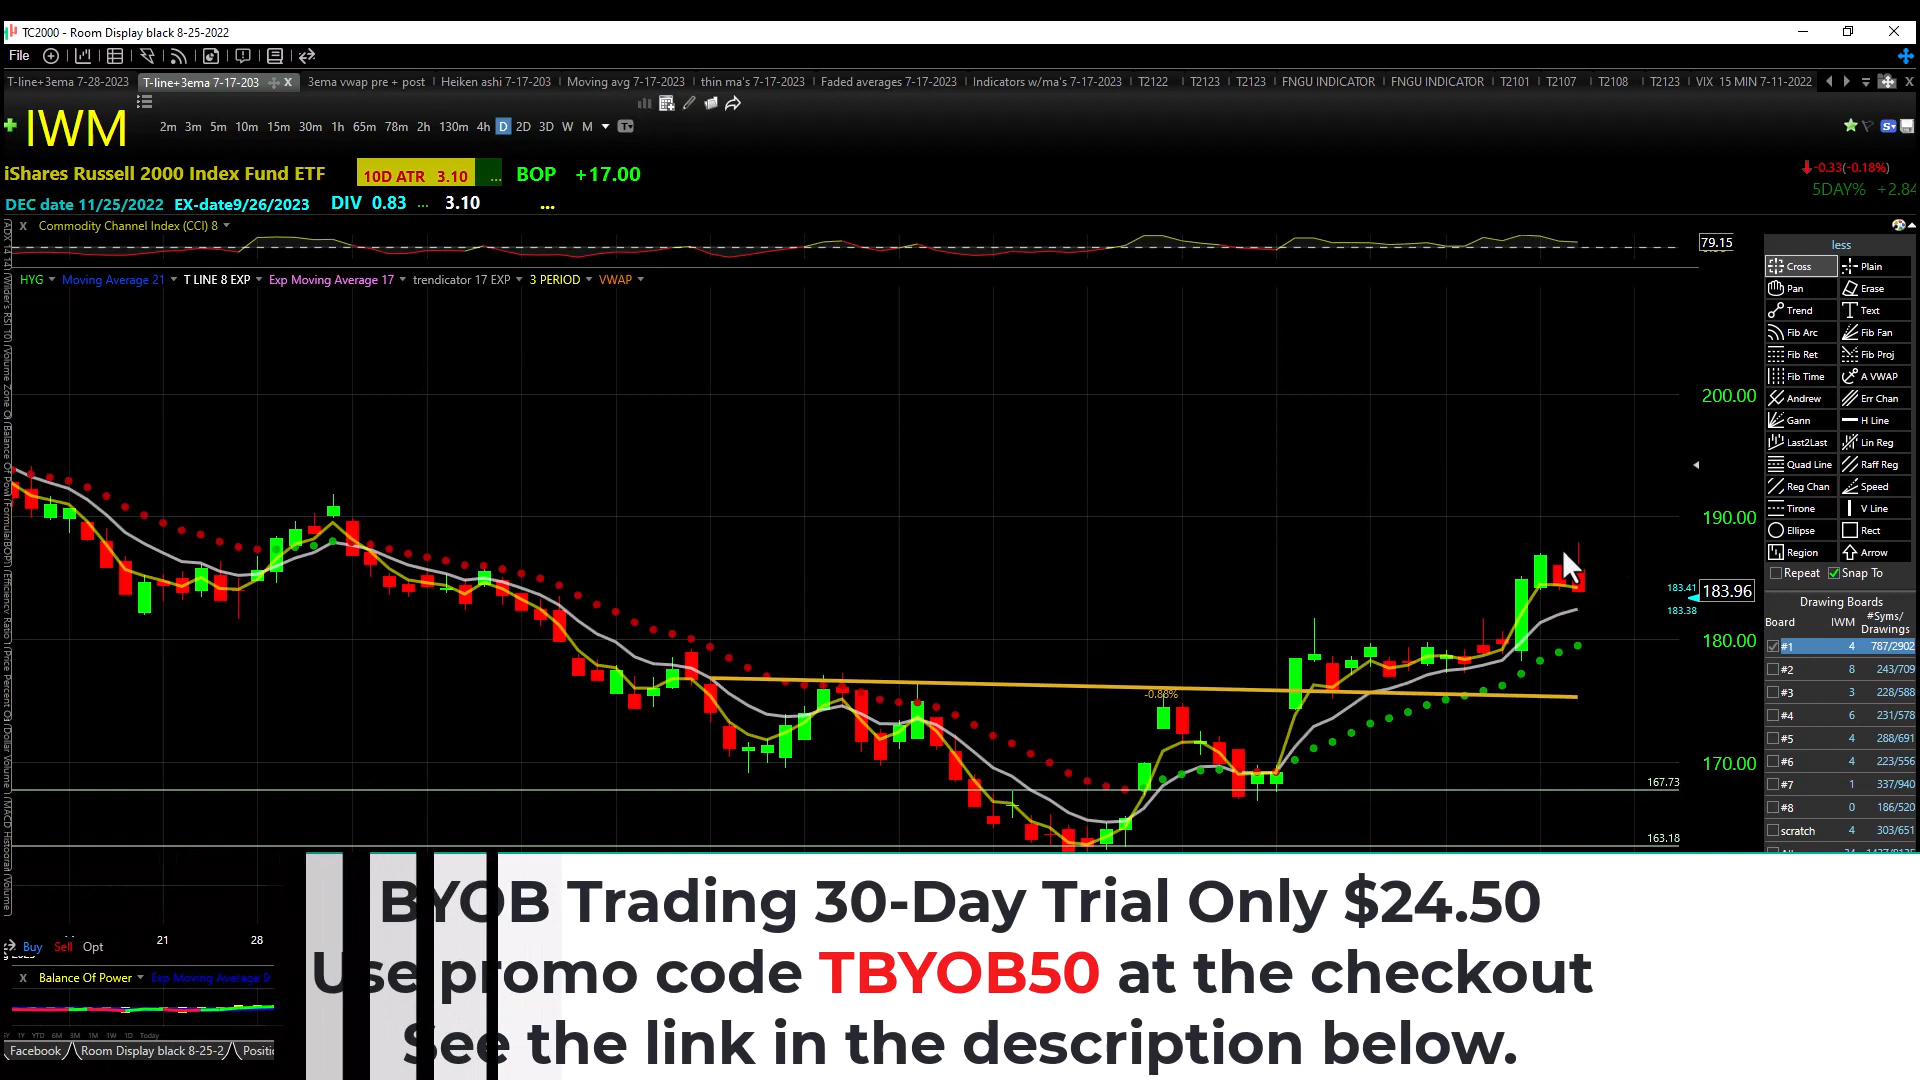 TC2000 - Room Display black 8-25-2022
File
T-line+3ema 7-28-2023 T-line+3ema 7-17-203 X 3ema vwap pre + post Heiken ashi 7-17-203 Moving avg 7-17-2023 thin ma's 7-17-2023 Faded averages 7-17-2023 Indicators w/ma's 7-17-2023 T2122 T2123 T2123 FNGU INDICATOR FNGU INDICATOR T2101 T2107 T2108 T2123 VIX 15 MIN 7-11-2022 X
IWM 2m 3m 5m 10m 15m 30m 1h 65m 78m 2h 130m 4h D 2D 3D W M
iShares Russell 2000 Index Fund ETF 10D ATR 3.10 ... BOP +17.00
-0.33(-0.18%)
5DAY% +2.84
DEC date 11/25/2022 EX-date9/26/2023 DIV 0.83 ... 3.10 ...
X Commodity Channel Index (CCI) 8
79.15
HYG Moving Average 21 T LINE 8 EXP Exp Moving Average 17 trendicator 17 EXP 3 PERIOD VWAP
200.00
190.00
183.41
183.96
183.38
180.00
-0.88%
170.00
167.73
163.18
less
Cross Plain
Pan Erase
Trend Text
Fib Arc Fib Fan
Fib Ret Fib Proj
Fib Time A VWAP
Andrew Err Chan
Gann H Line
Last2Last Lin Reg
Quad Line Raff Reg
Reg Chan Speed
Tirone V Line
Ellipse Rect
Region Arrow
Repeat Snap To
Drawing Boards
Board IWM #Syms/
Drawings
#1 4 787/2902
#2 8 243/709
#3 3 228/588
#4 6 231/578
#5 4 288/691
#6 4 223/556
#7 1 337/940
#8 0 186/520
scratch 4 303/651
BYOB Trading 30-Day Trial Only $24.50
Use promo code TBYOB50 at the checkout
See the link in the description below.
21 28
Buy Sell Opt
X Balance Of Power Exp Moving Average 9
Facebook Room Display black 8-25-2